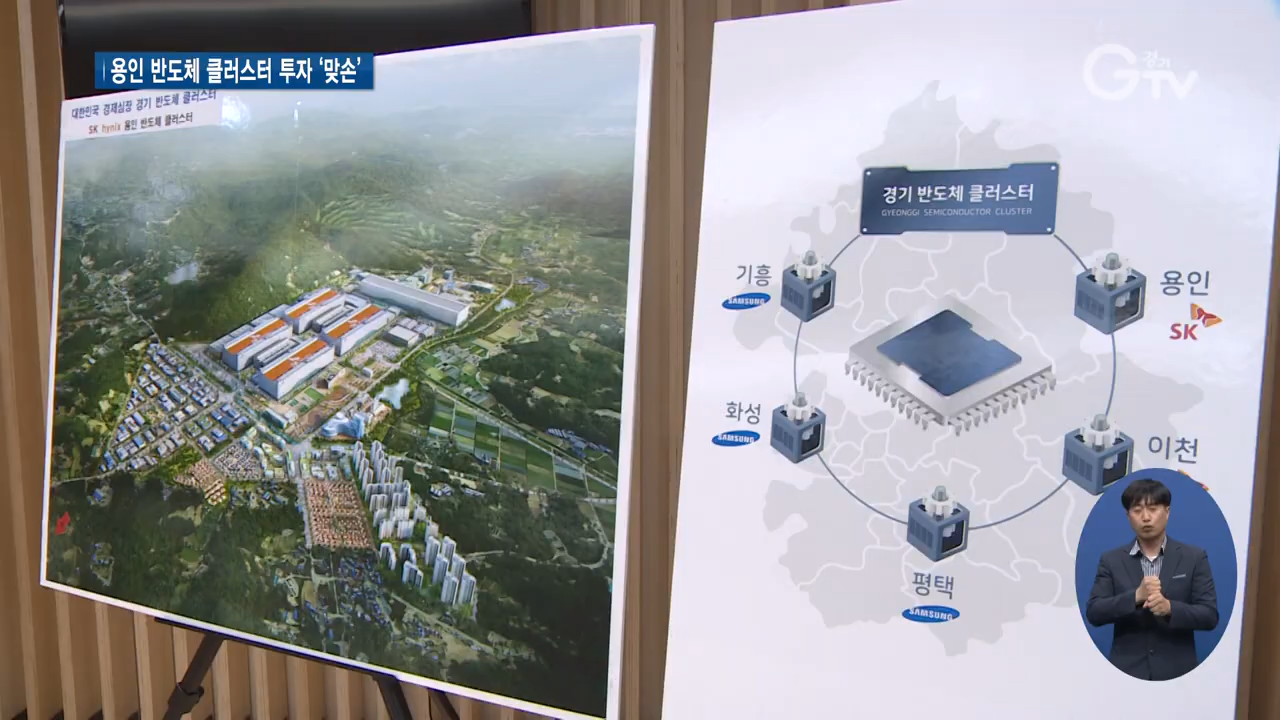 용인 반도체 클러스터 투자 ‘맞손’
경기
GTV
대한민국 경제심장 경기 반도체 클러스터
SK hynix 용인 반도체 클러스터
경기 반도체 클러스터
GYEONGGI SEMICONDUCTOR CLUSTER
기흥
SAMSUNG
용인
SK
화성
SAMSUNG
이천
평택
SAMSUNG